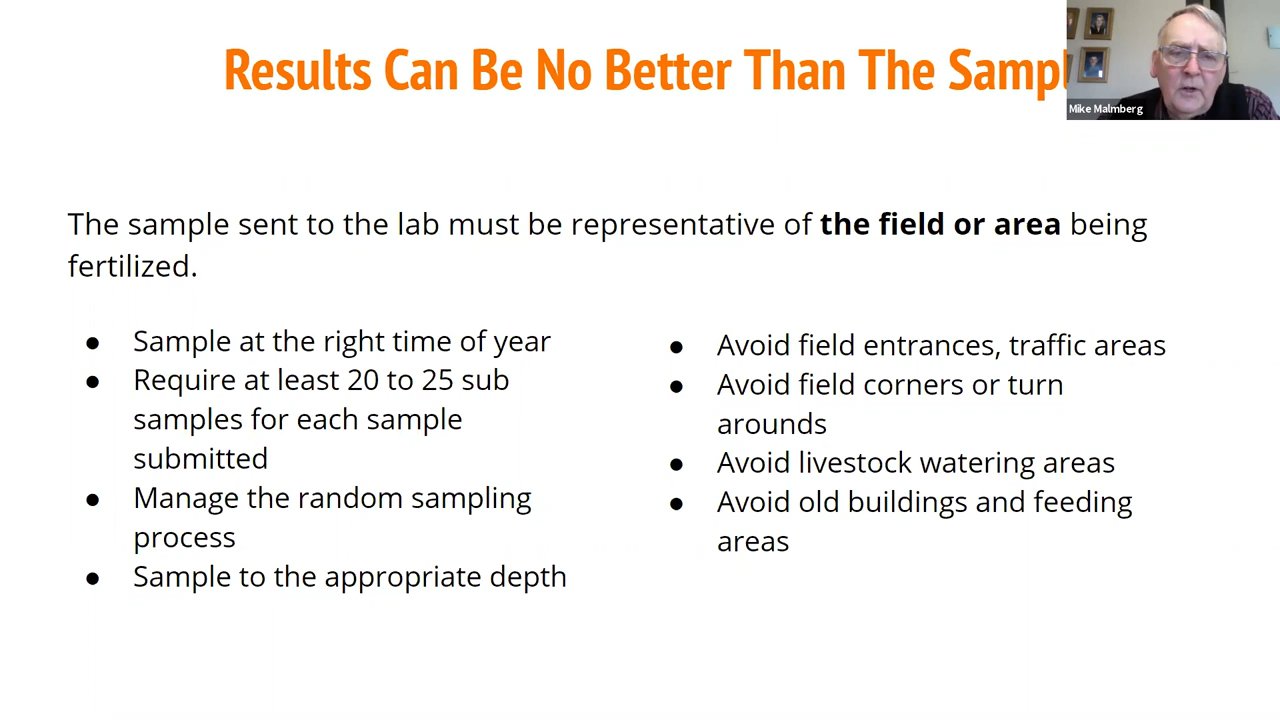 Results Can Be No Better Than The
Mike Malmberg
The sample sent to the lab must be representative of the field or area being
fertilized.
● Sample at the right time of year
● Require at least 20 to 25 sub
samples for each sample
submitted
● Manage the random sampling
process
● Sample to the appropriate depth
● Avoid field entrances, traffic areas
● Avoid field corners or turn
arounds
● Avoid livestock watering areas
● Avoid old buildings and feeding
areas